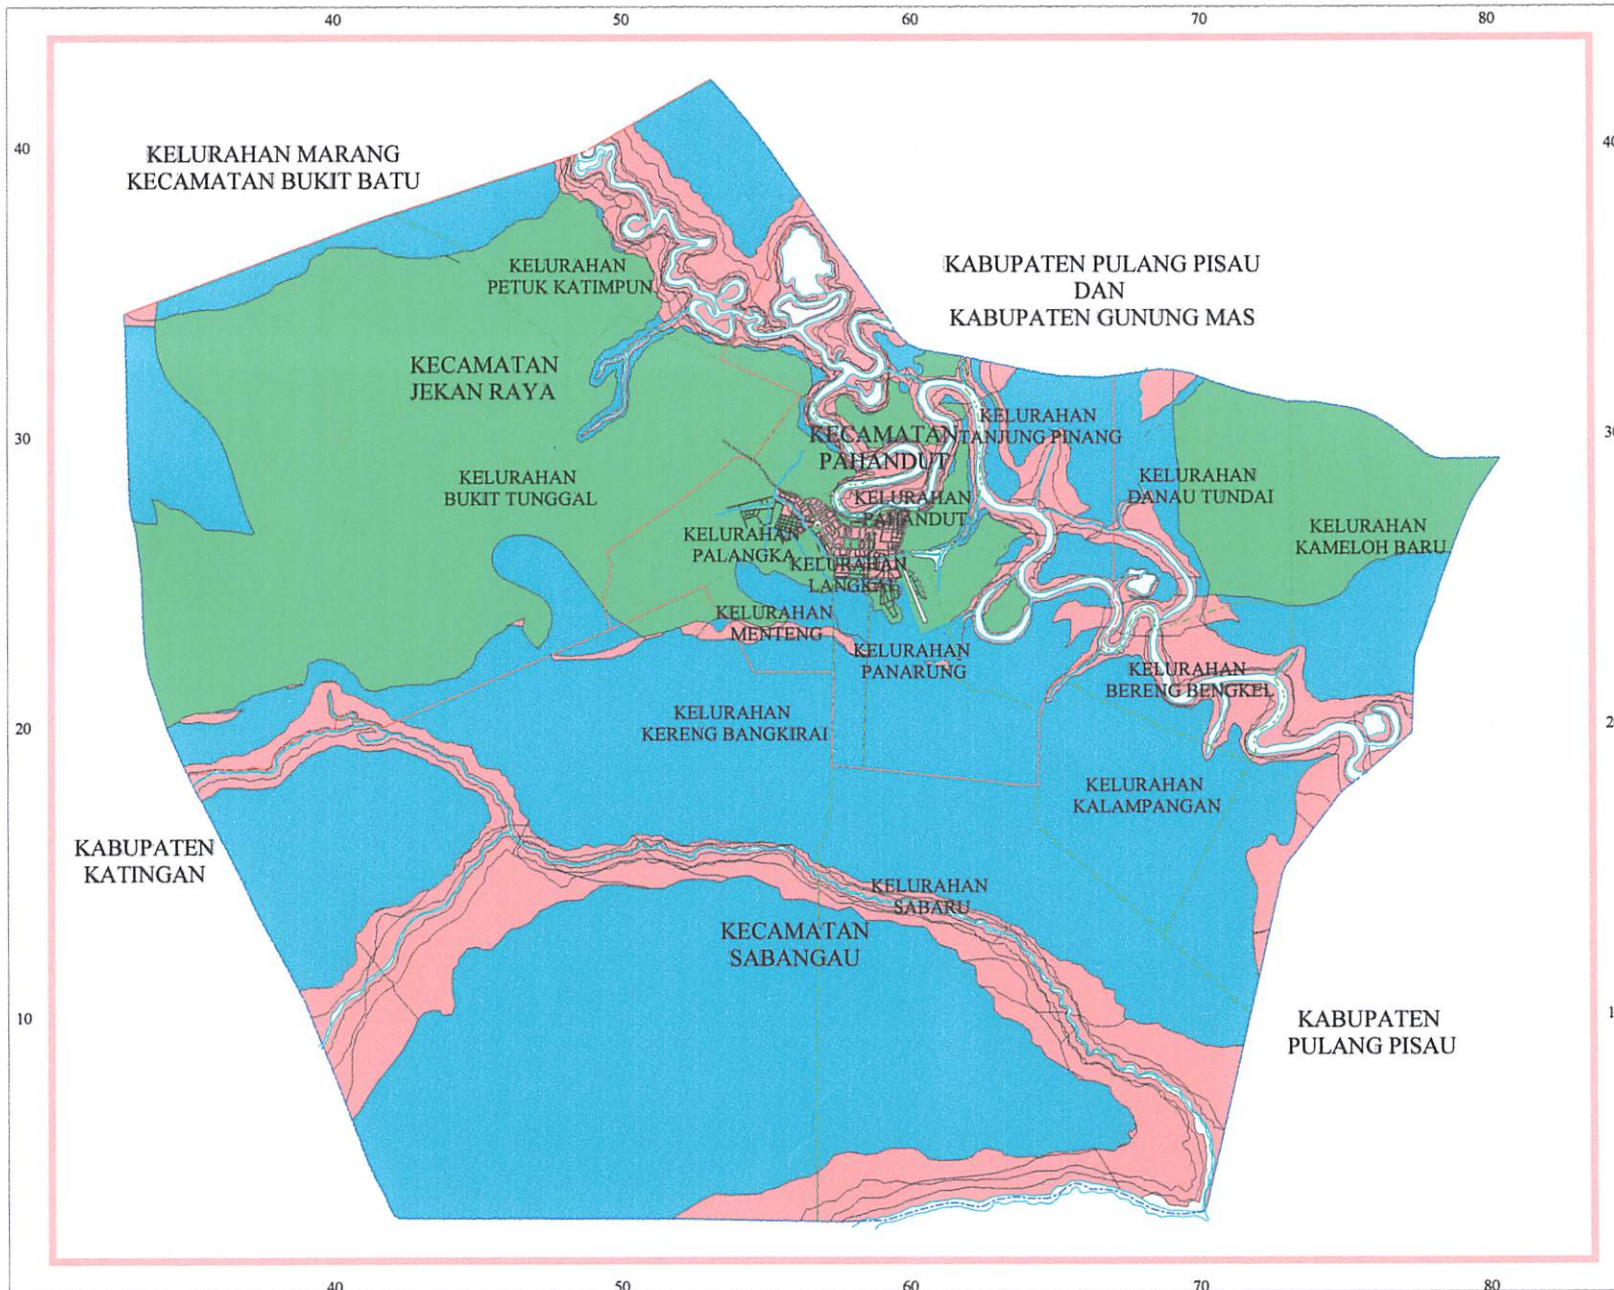 40 50 60 70 80
40
KELURAHAN MARANG
KECAMATAN BUKIT BATU
KELURAHAN
PETUK KATIMPUN
KABUPATEN PULANG PISAU
DAN
KABUPATEN GUNUNG MAS
KECAMATAN
JEKAN RAYA
30
KECAMATAN
PAHANDUT
KELURAHAN
TANJUNG PINANG
KELURAHAN
BUKIT TUNGGAL
KELURAHAN
DANAU TUNDAI
KELURAHAN
PAHANDUT
KELURAHAN
KAMELOH BARU
KELURAHAN
PALANGKA
KELURAHAN
LANGKAI
KELURAHAN
MENTENG
KELURAHAN
PANARUNG
KELURAHAN
BERENG BENGKEL
20
KELURAHAN
KERENG BANGKIRAI
KELURAHAN
KALAMPANGAN
KABUPATEN
KATINGAN
KELURAHAN
SABARU
KECAMATAN
SABANGAU
10
KABUPATEN
PULANG PISAU
40 50 60 70 80